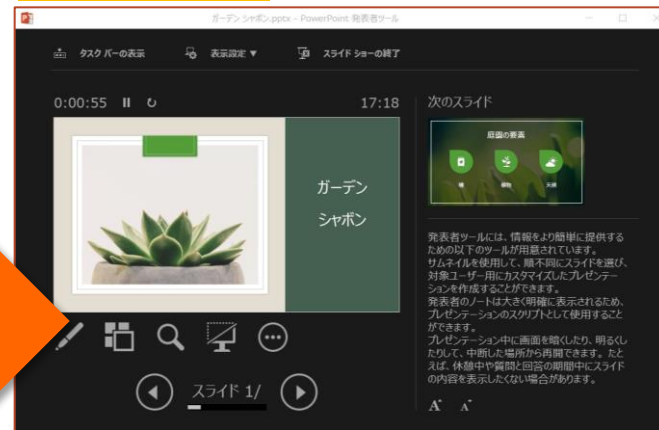 ガーデン シャボン.pptx - PowerPoint 発表者ツール
タスク バーの表示
表示設定 ▼
スライド ショーの終了
0:00:55
17:18
次のスライド
ガーデン
シャボン
庭園の要素
植物
天候
発表者ツールには、情報をより簡単に提供する
ための以下のツールが用意されています。
サムネイルを使用して、順不同にスライドを選び、
対象ユーザー用にカスタマイズしたプレゼンテー
ションを作成することができます。
発表者のノートは大きく明確に表示されるため、
プレゼンテーションのスクリプトとして使用すること
ができます。
プレゼンテーション中に画面を暗くしたり、明るくし
たりして、中断した場所から再開できます。たと
えば、休憩中や質問と回答の期間中にスライド
の内容を表示したくない場合があります。
スライド 1/
A A